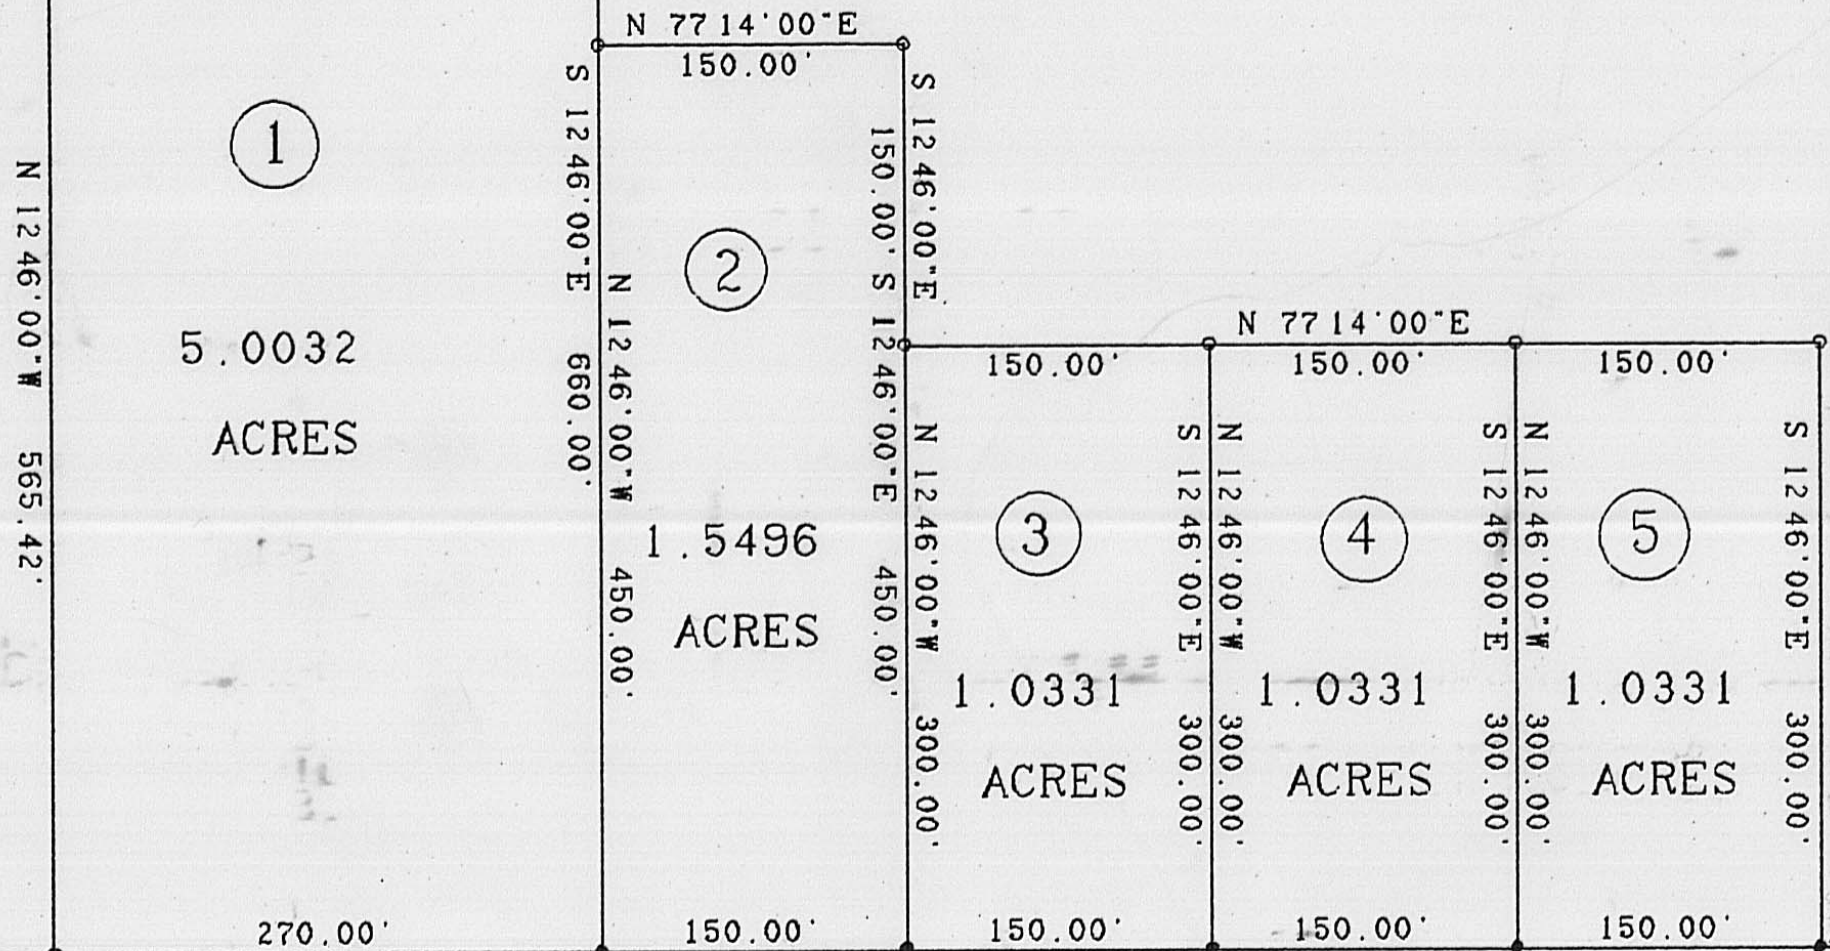 N 77 14'00"E
150.00'
S 12 46'00"E 660.00'
S 12 46'00"E
150.00' S 12 46'00"E 450.00'
1
N 12 46'00"W 565.42'
2
N 12 46'00"W 450.00'
5.0032
ACRES
N 77 14'00"E
150.00'
150.00'
150.00'
N 12 46'00"W 300.00'
S 12 46'00"E 300.00'
N 12 46'00"W 300.00'
S 12 46'00"E 300.00'
N 12 46'00"W 300.00'
S 12 46'00"E 300.00'
3
4
5
1.5496
ACRES
1.0331
ACRES
1.0331
ACRES
1.0331
ACRES
270.00'
150.00'
150.00'
150.00'
150.00'